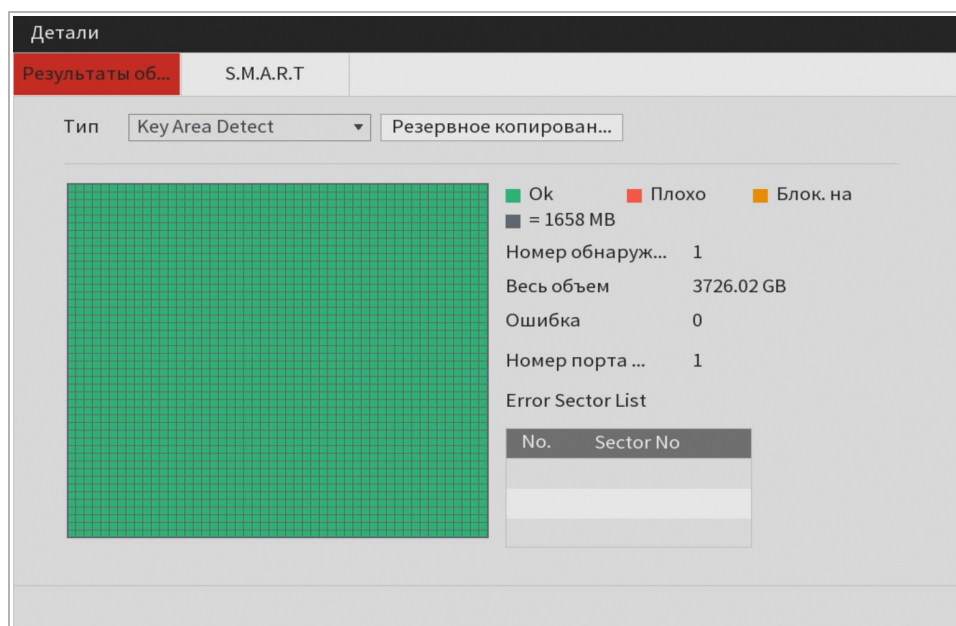 Детали
Результаты об... S.M.A.R.T
Тип Key Area Detect Резервное копирован...
Ok Плохо Блок. на
= 1658 MB
Номер обнаруж... 1
Весь объем 3726.02 GB
Ошибка 0
Номер порта ... 1
Error Sector List
No. Sector No